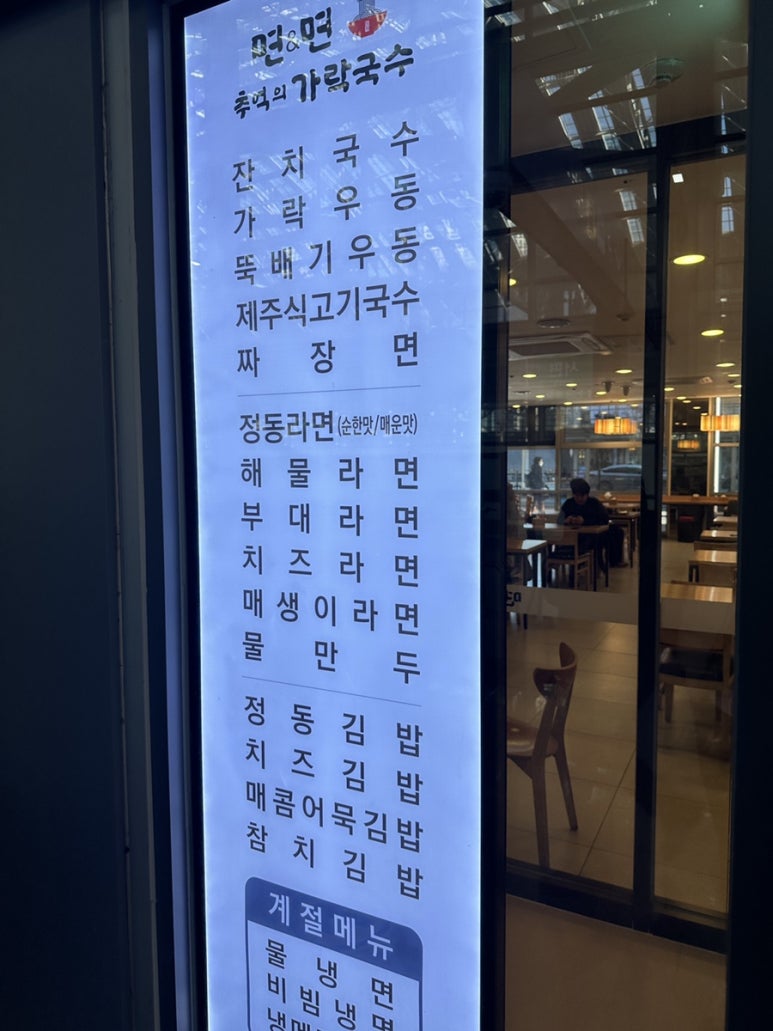 면&면
추억의 가락국수
잔치국수
가락우동
뚝배기우동
제주식고기국수
짜장면
정동라면(순한맛/매운맛)
해물라면
부대라면
치즈라면
매생이라면
물만두
정동김밥
치즈김밥
매콤어묵김밥
참치김밥
계절메뉴
물냉면
비빔냉면